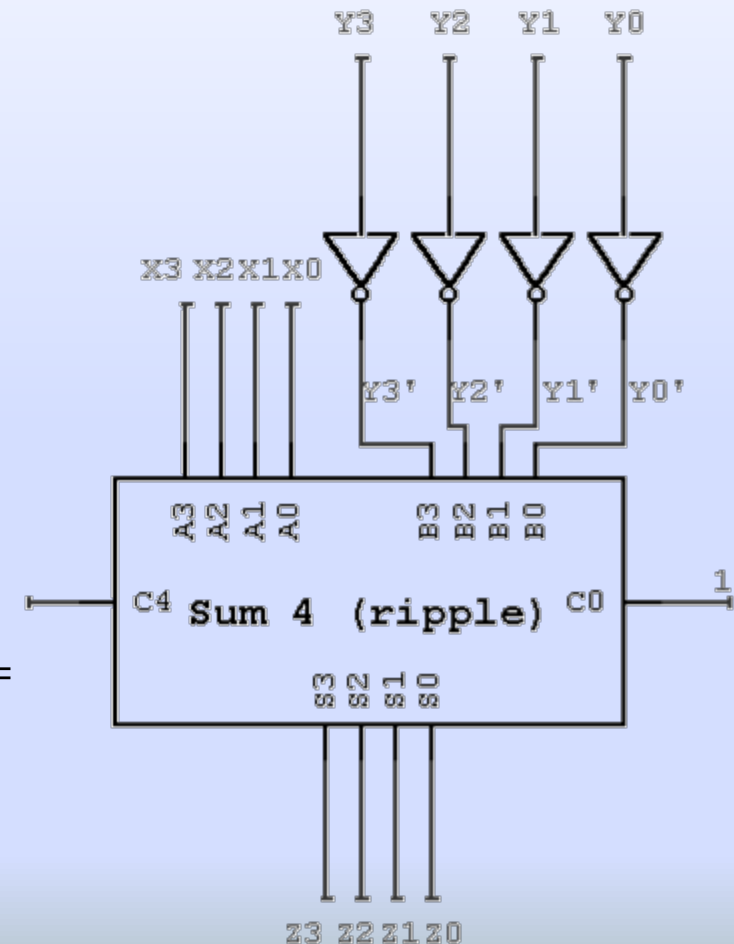 Y3 Y2 Y1 Y0
X3 X2 X1 X0
Y3' Y2' Y1' Y0'
A3 A2 A1 A0 B3 B2 B1 B0
1
C4 Sum 4 (ripple) C0
=
S3 S2 S1 S0
Z3 Z2 Z1 Z0